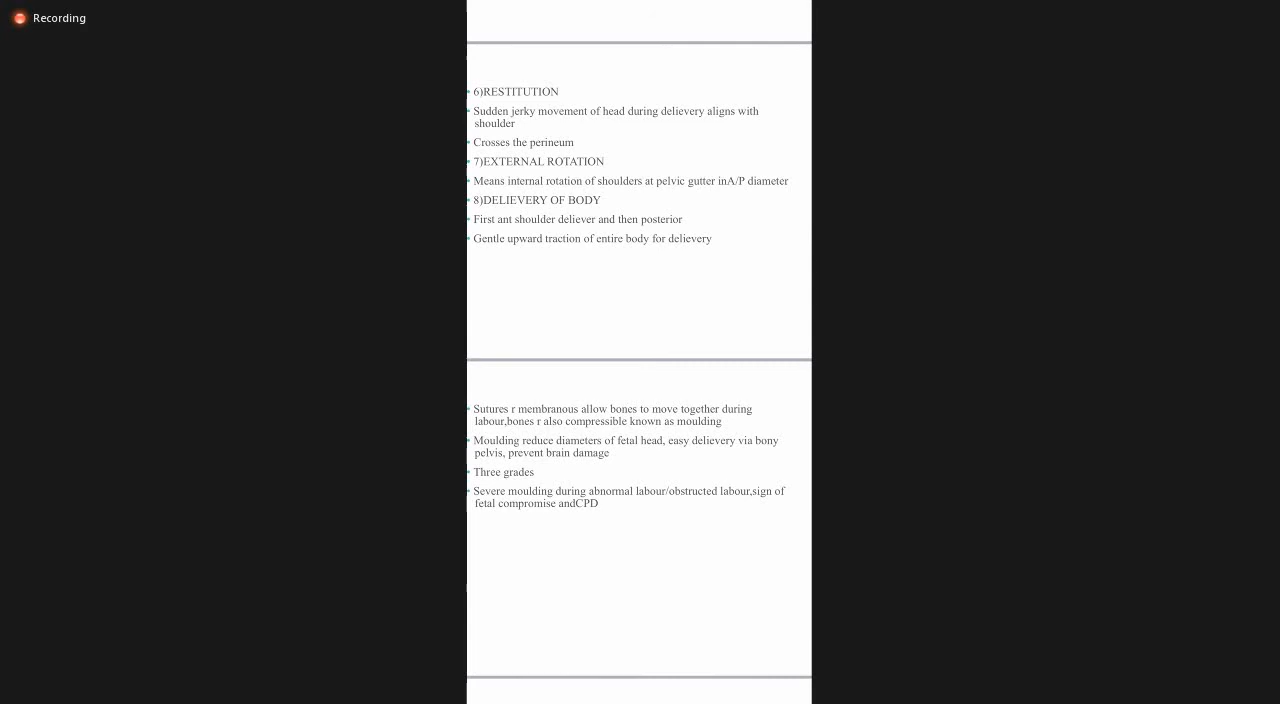 Recording
• 6)RESTITUTION
• Sudden jerky movement of head during delievery aligns with
shoulder
• Crosses the perineum
• 7)EXTERNAL ROTATION
• Means internal rotation of shoulders at pelvic gutter inA/P diameter
• 8)DELIEVERY OF BODY
• First ant shoulder deliever and then posterior
• Gentle upward traction of entire body for delievery
• Sutures r membranous allow bones to move together during
labour,bones r also compressible known as moulding
• Moulding reduce diameters of fetal head, easy delievery via bony
pelvis, prevent brain damage
• Three grades
• Severe moulding during abnormal labour/obstructed labour,sign of
fetal compromise andCPD